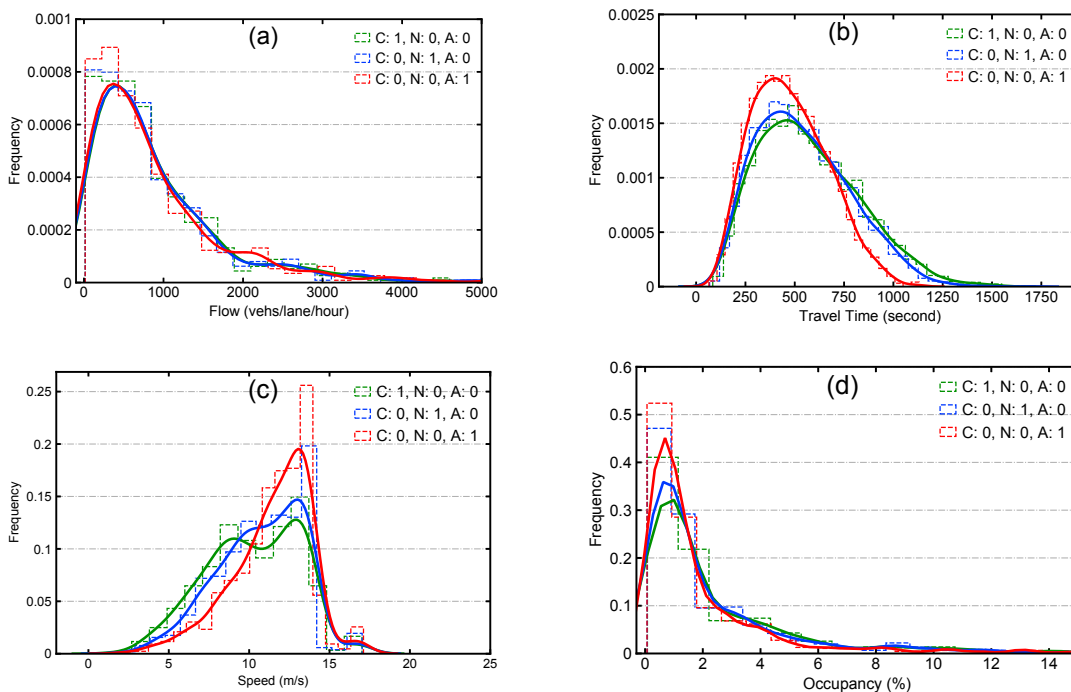 (a)
C: 1, N: 0, A: 0
C: 0, N: 1, A: 0
C: 0, N: 0, A: 1
0.001
0.0008
0.0006
0.0004
0.0002
0
Frequency
0 1000 2000 3000 4000 5000
Flow (vehs/lane/hour)
(b)
C: 1, N: 0, A: 0
C: 0, N: 1, A: 0
C: 0, N: 0, A: 1
0.0025
0.002
0.0015
0.001
0.0005
0
Frequency
0 250 500 750 1000 1250 1500 1750
Travel Time (second)
(c)
C: 1, N: 0, A: 0
C: 0, N: 1, A: 0
C: 0, N: 0, A: 1
0.25
0.2
0.15
0.1
0.05
0
Frequency
0 5 10 15 20 25
Speed (m/s)
(d)
C: 1, N: 0, A: 0
C: 0, N: 1, A: 0
C: 0, N: 0, A: 1
0.6
0.5
0.4
0.3
0.2
0.1
0
Frequency
0 2 4 6 8 10 12 14
Occupancy (%)